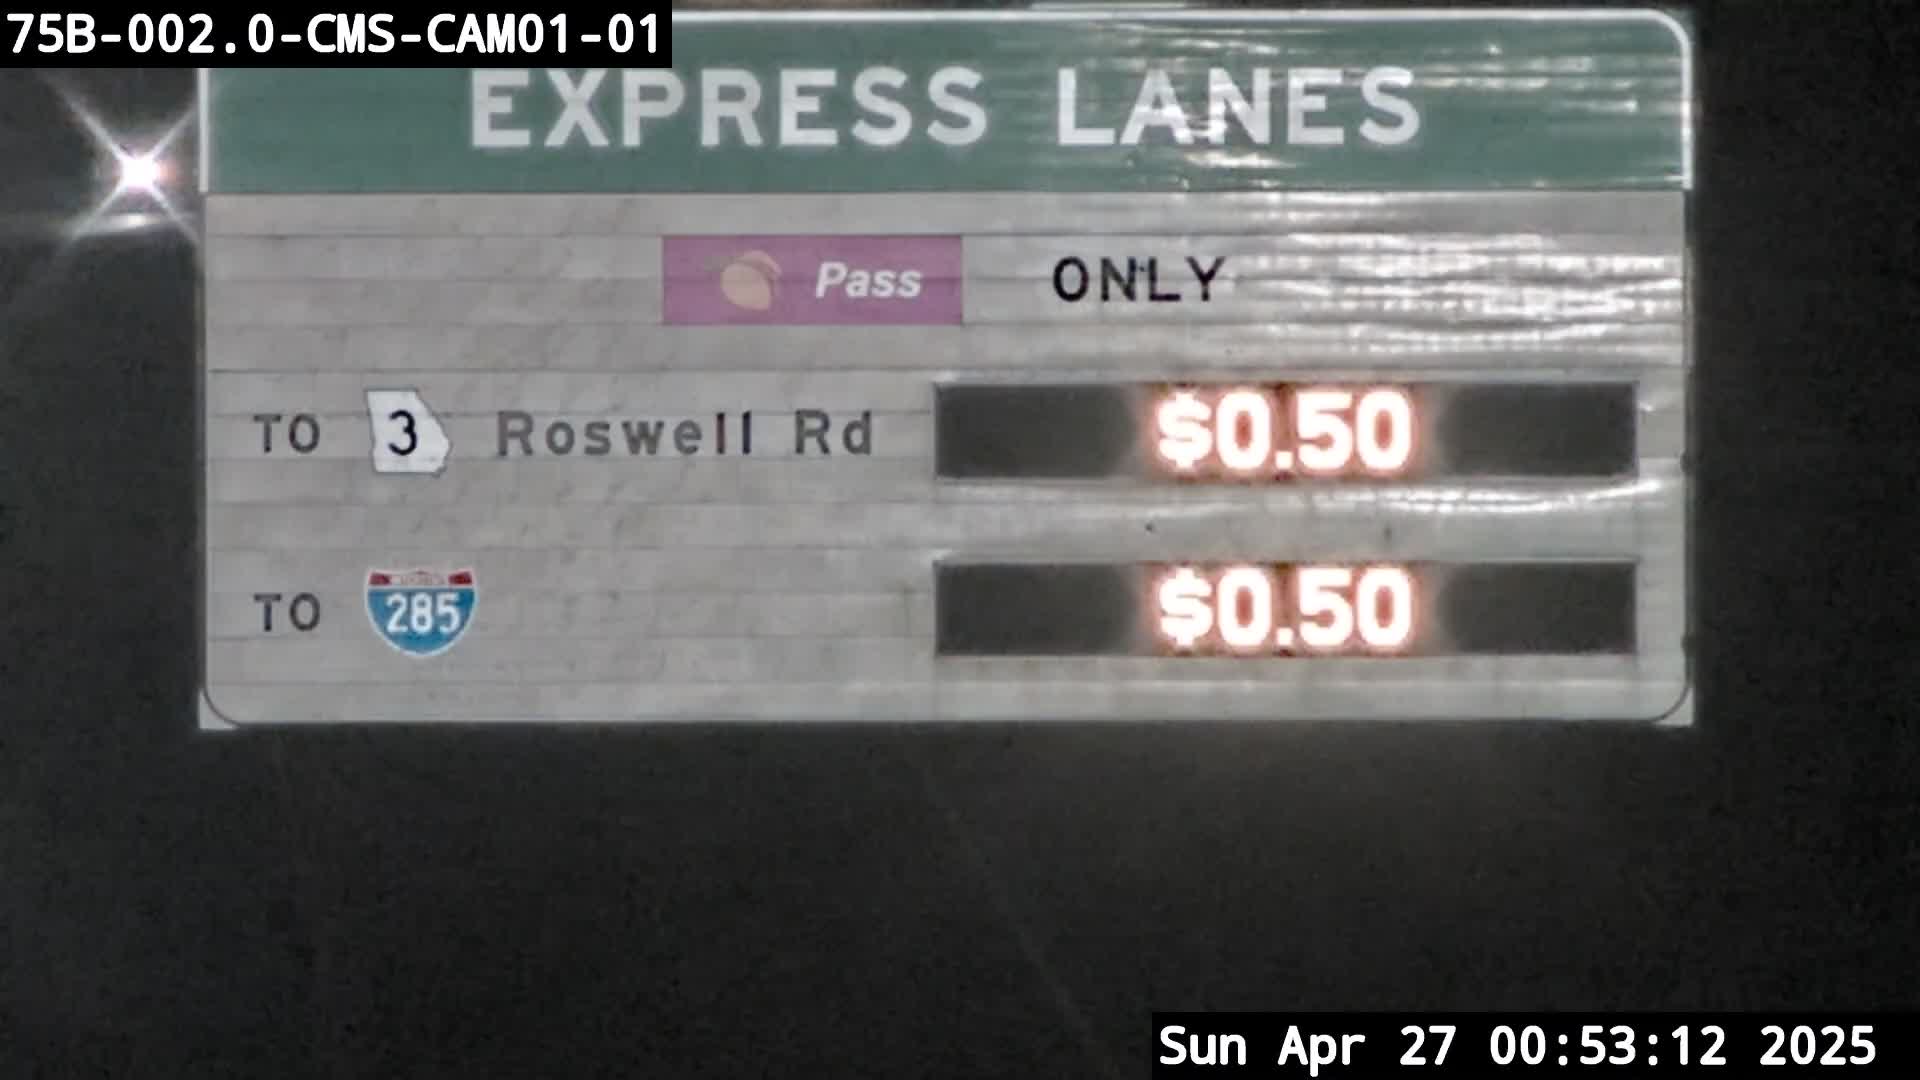 75B-002.0-CMS-CAM01-01
EXPRESS LANES
Pass ONLY
TO 3 Roswell Rd $0.50
TO 285 $0.50
Sun Apr 27 00:53:12 2025